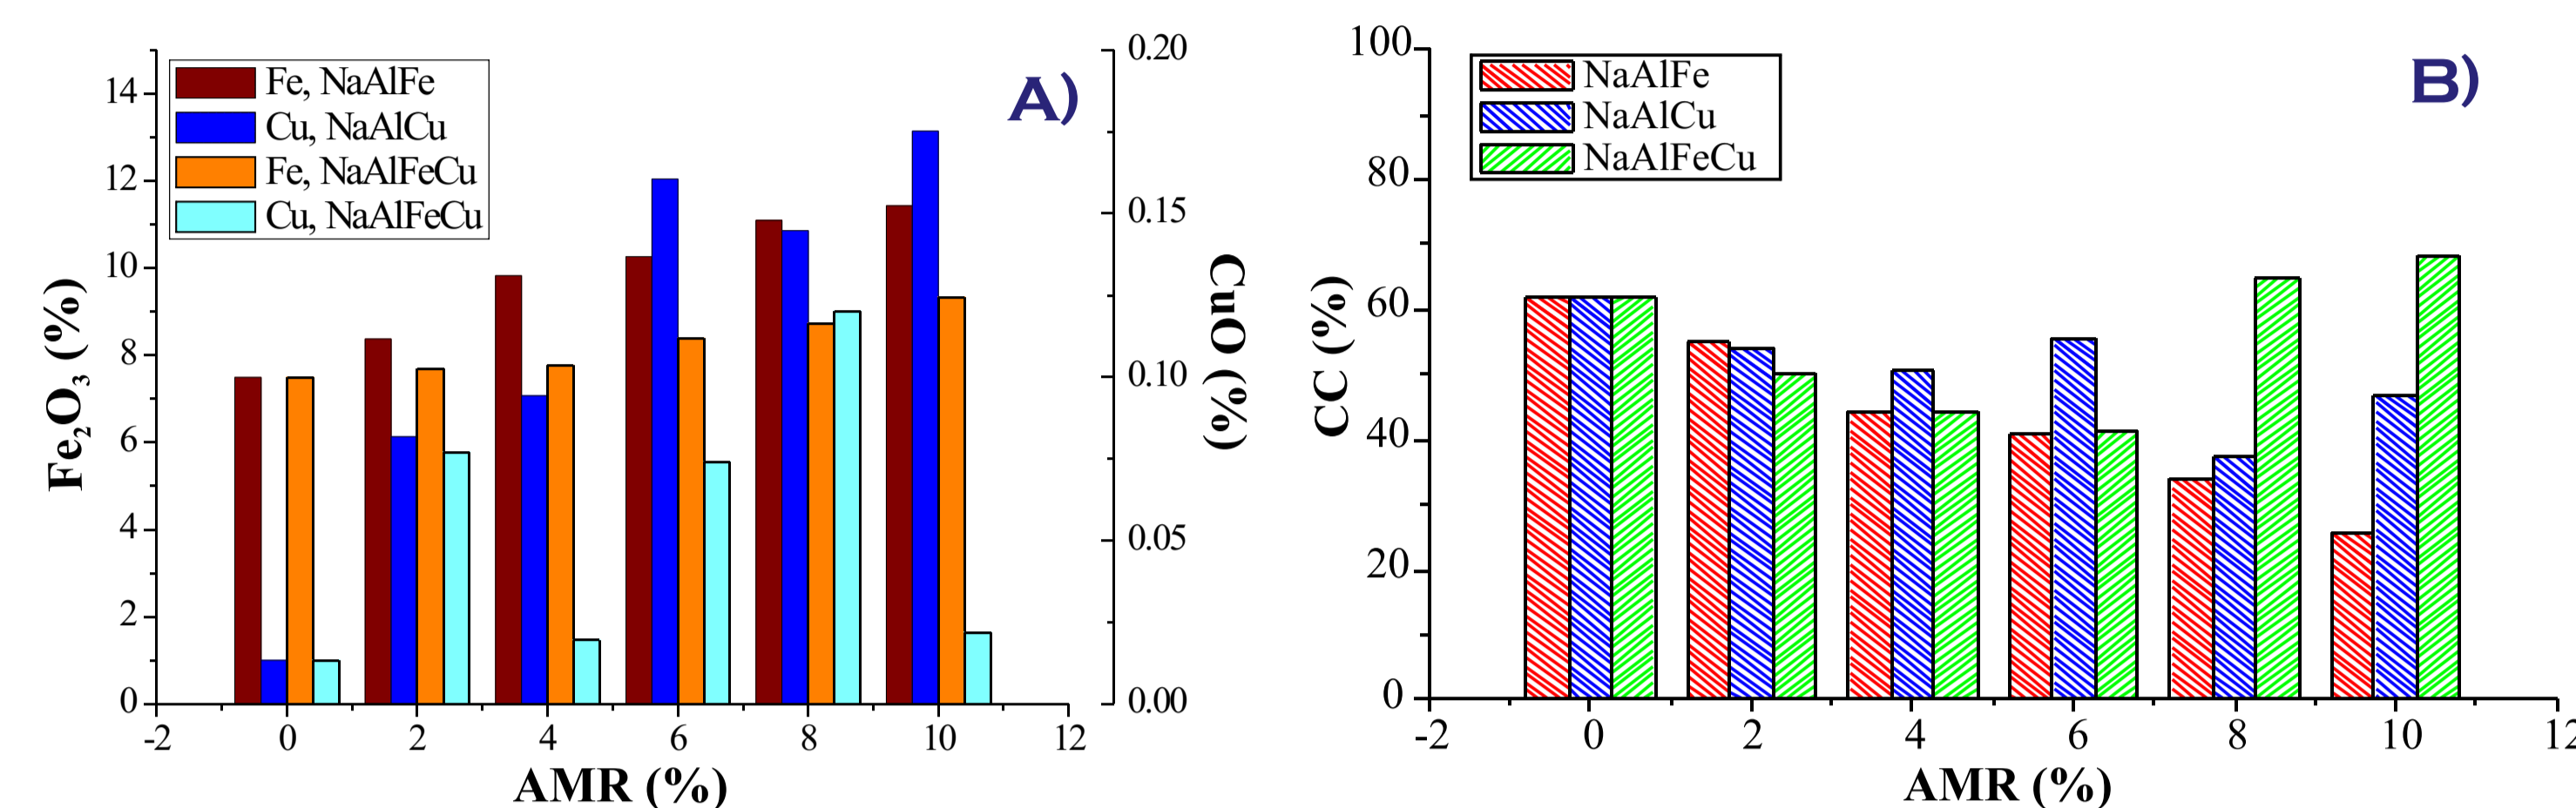 A)
Fe, NaAlFe
Cu, NaAlCu
Fe, NaAlFeCu
Cu, NaAlFeCu
Fe2O3 (%)
14
12
10
8
6
4
2
0
-2 0 2 4 6 8 10 12
AMR (%)
0.20
0.15
0.10
0.05
0.00
CuO (%)
B)
NaAlFe
NaAlCu
NaAlFeCu
CC (%)
100
80
60
40
20
0
-2 0 2 4 6 8 10 12
AMR (%)